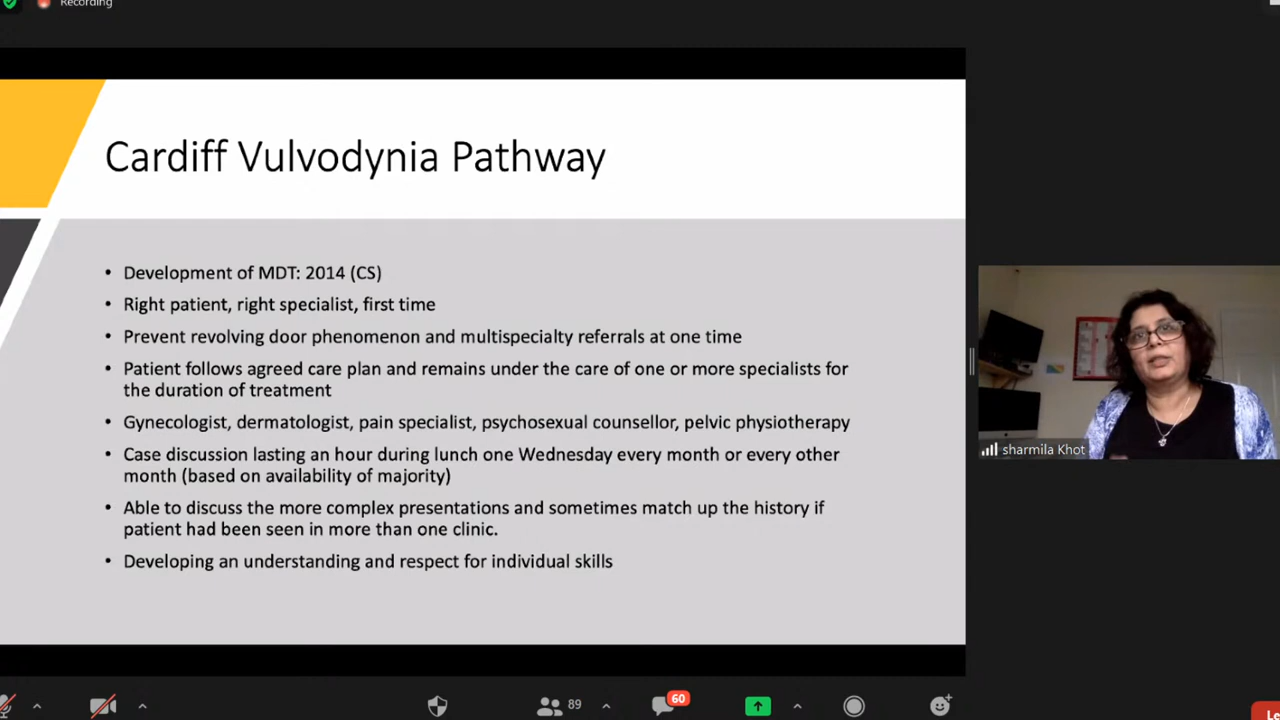 Recording
Cardiff Vulvodynia Pathway
• Development of MDT: 2014 (CS)
• Right patient, right specialist, first time
• Prevent revolving door phenomenon and multispecialty referrals at one time
• Patient follows agreed care plan and remains under the care of one or more specialists for
the duration of treatment
• Gynecologist, dermatologist, pain specialist, psychosexual counsellor, pelvic physiotherapy
• Case discussion lasting an hour during lunch one Wednesday every month or every other
month (based on availability of majority)
• Able to discuss the more complex presentations and sometimes match up the history if
patient had been seen in more than one clinic.
• Developing an understanding and respect for individual skills
sharmila Khot
89
60